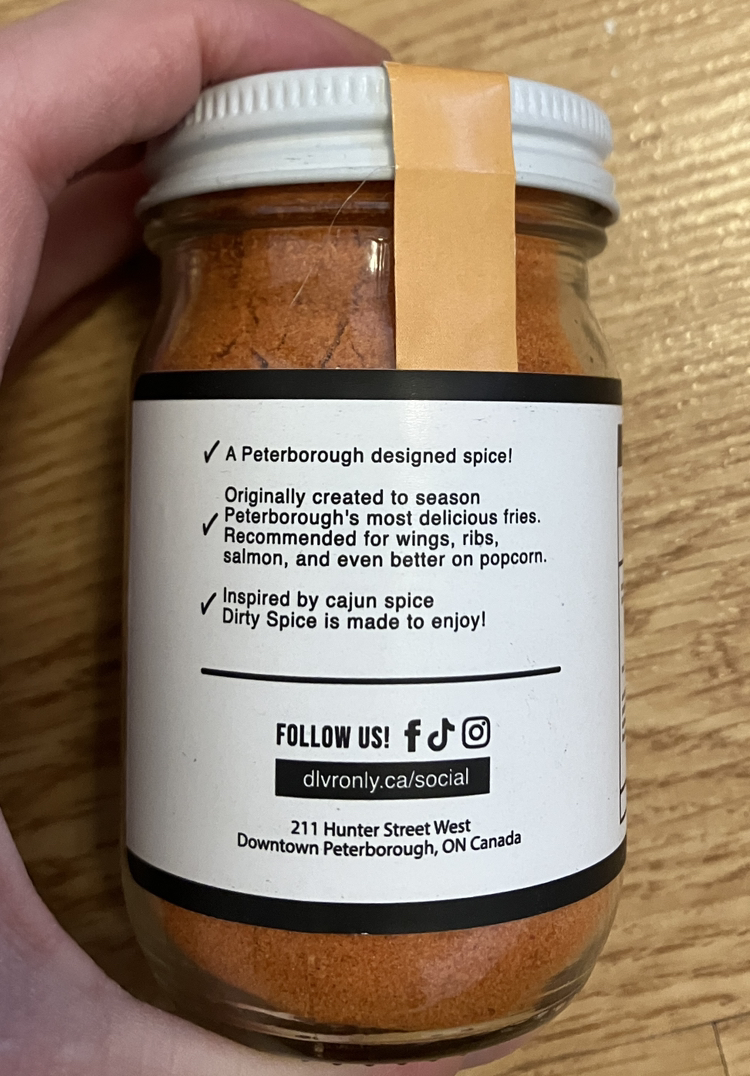 ✓ A Peterborough designed spice!
Originally created to season
✓ Peterborough's most delicious fries.
Recommended for wings, ribs,
salmon, and even better on popcorn.
✓ Inspired by cajun spice
Dirty Spice is made to enjoy!
FOLLOW US!
dlvronly.ca/social
211 Hunter Street West
Downtown Peterborough, ON Canada